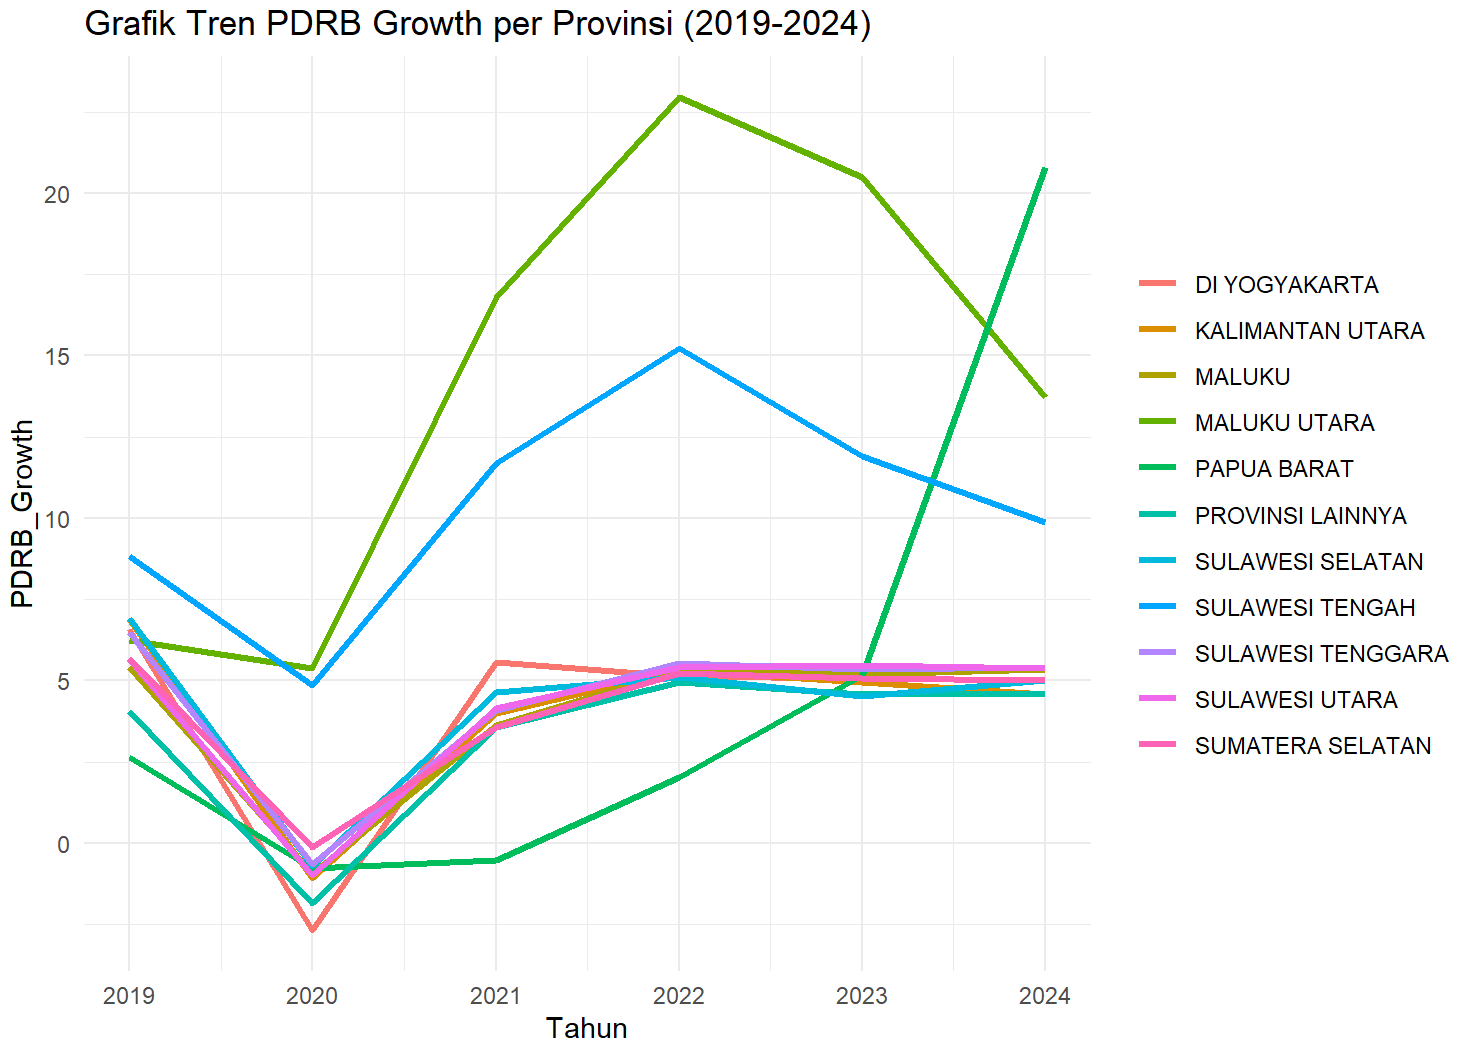 Grafik Tren PDRB Growth per Provinsi (2019-2024)
PDRB_Growth
20
15
10
5
0
2019 2020 2021 2022 2023 2024
Tahun
DI YOGYAKARTA
KALIMANTAN UTARA
MALUKU
MALUKU UTARA
PAPUA BARAT
PROVINSI LAINNYA
SULAWESI SELATAN
SULAWESI TENGAH
SULAWESI TENGGARA
SULAWESI UTARA
SUMATERA SELATAN